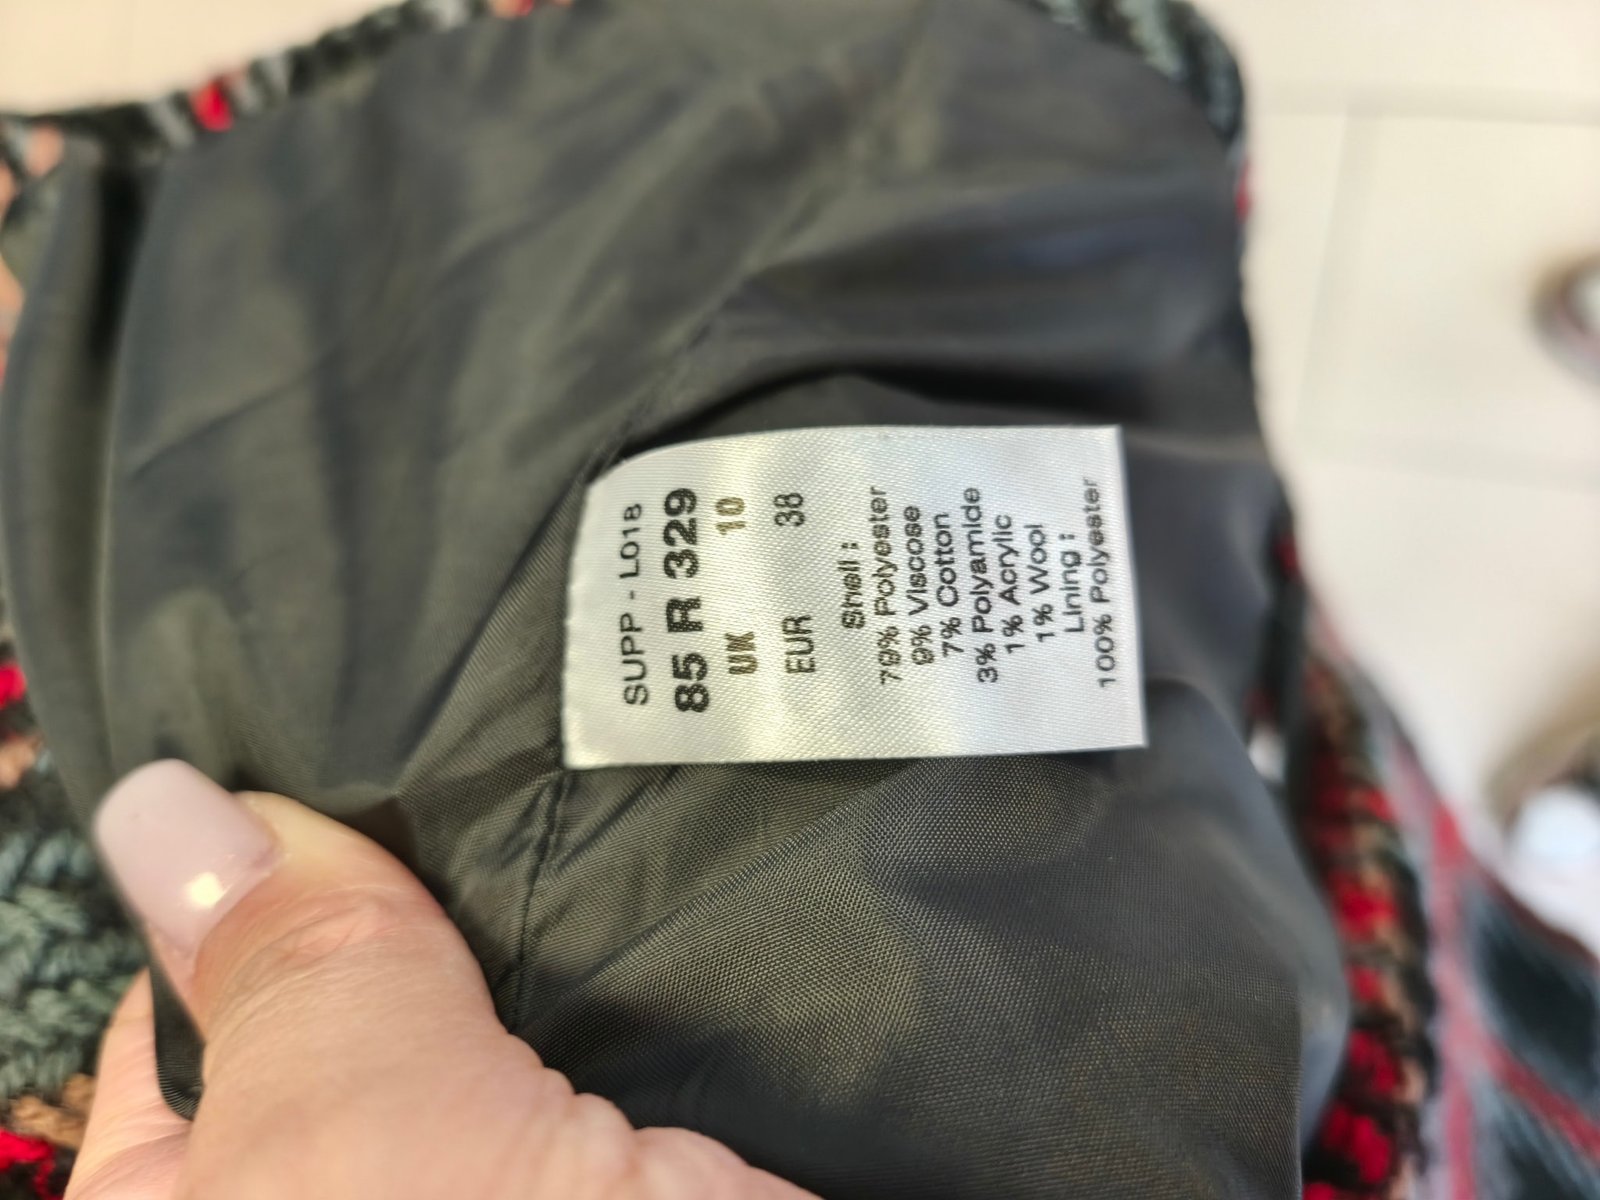 SUPP - L018
85 R 329
UK 10
EUR 38
Shell :
79% Polyester
9% Viscose
7% Cotton
3% Polyamide
1% Acrylic
1% Wool
Lining :
100% Polyester